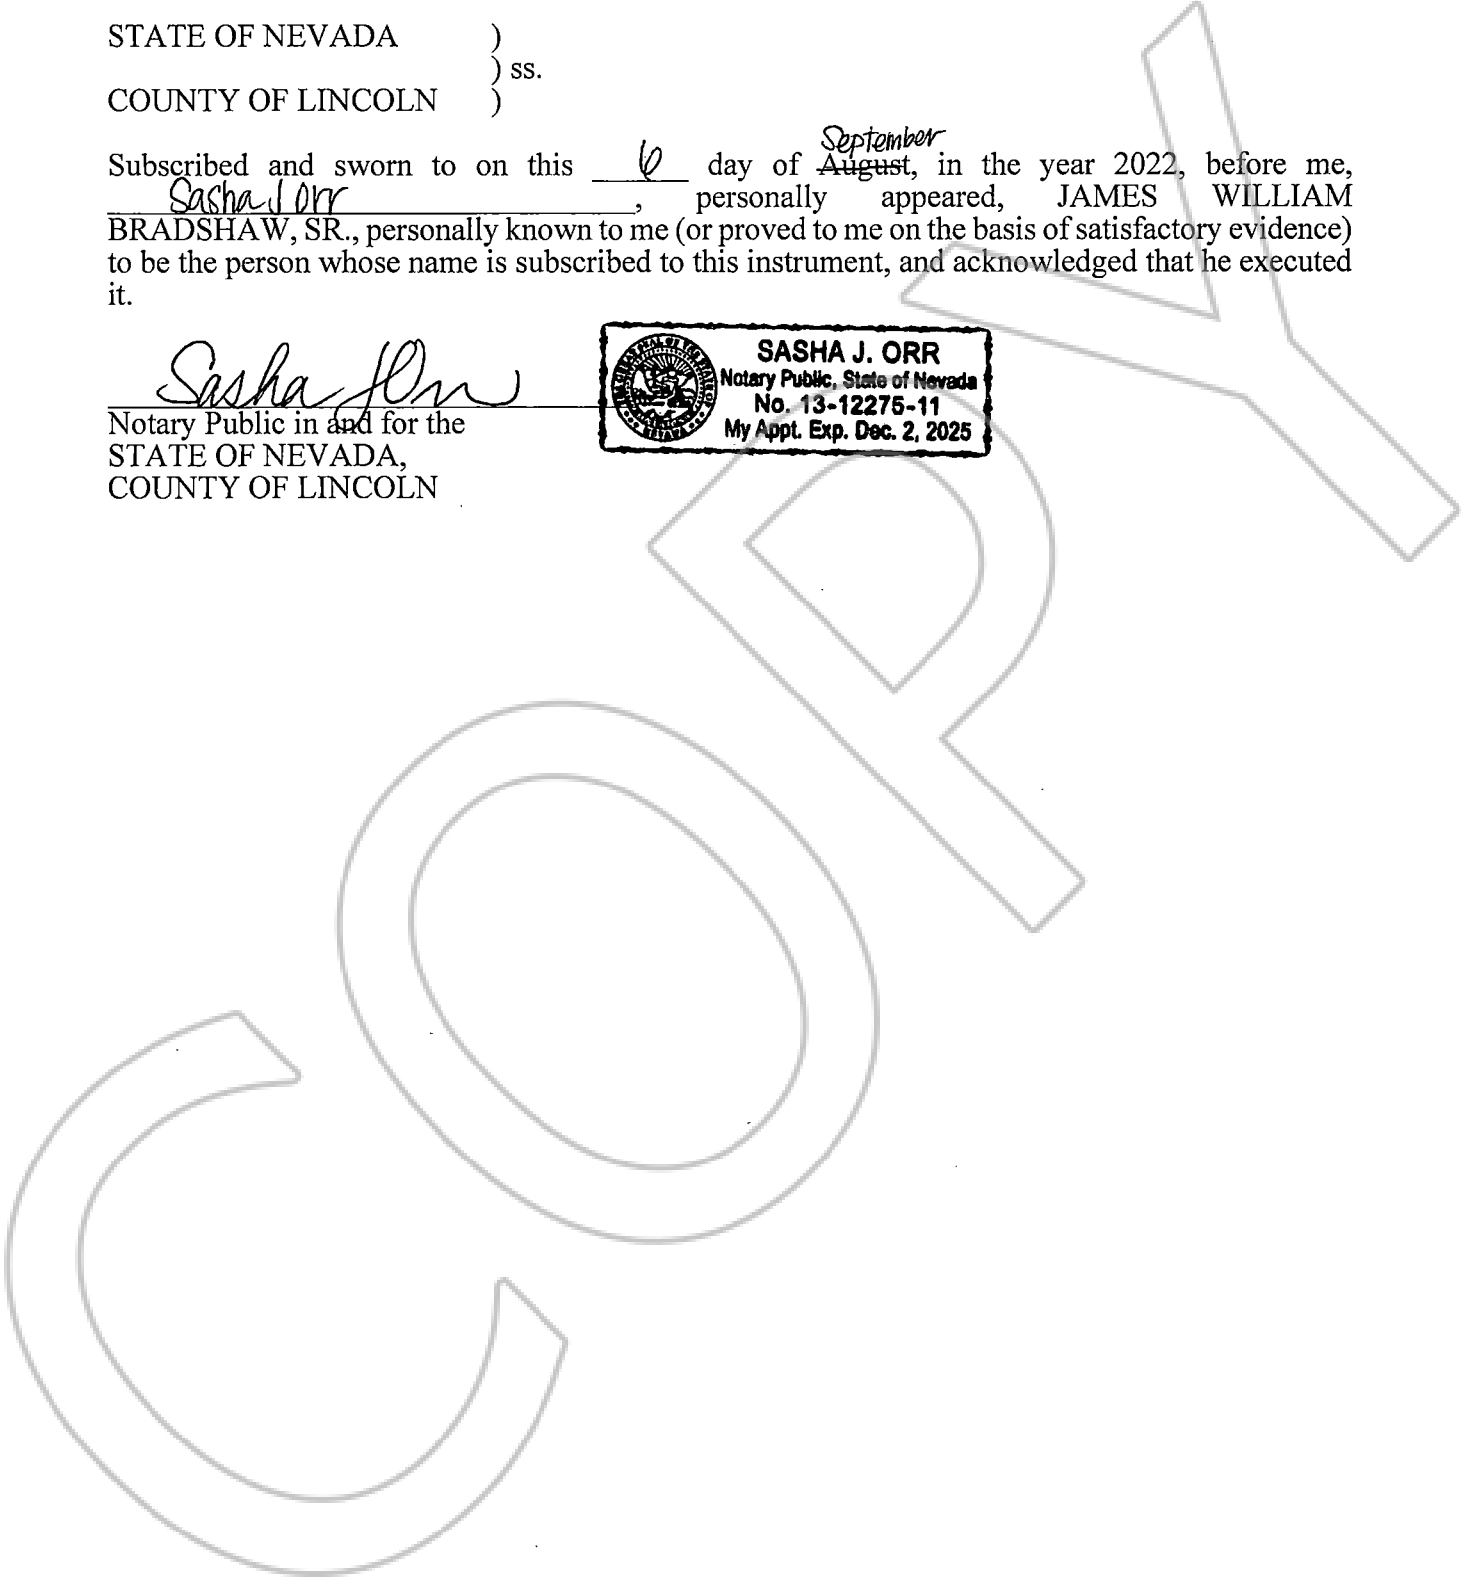 STATE OF NEVADA )
) ss.
COUNTY OF LINCOLN )
September
Subscribed and sworn to on this 6 day of August, in the year 2022, before me,
Sasha J Orr, personally appeared, JAMES WILLIAM
BRADSHAW, SR., personally known to me (or proved to me on the basis of satisfactory evidence)
to be the person whose name is subscribed to this instrument, and acknowledged that he executed
it.
Sasha J Orr
SASHA J. ORR
Notary Public, State of Nevada
No. 13-12275-11
My Appt. Exp. Dec. 2, 2025
Notary Public in and for the
STATE OF NEVADA,
COUNTY OF LINCOLN
COPY